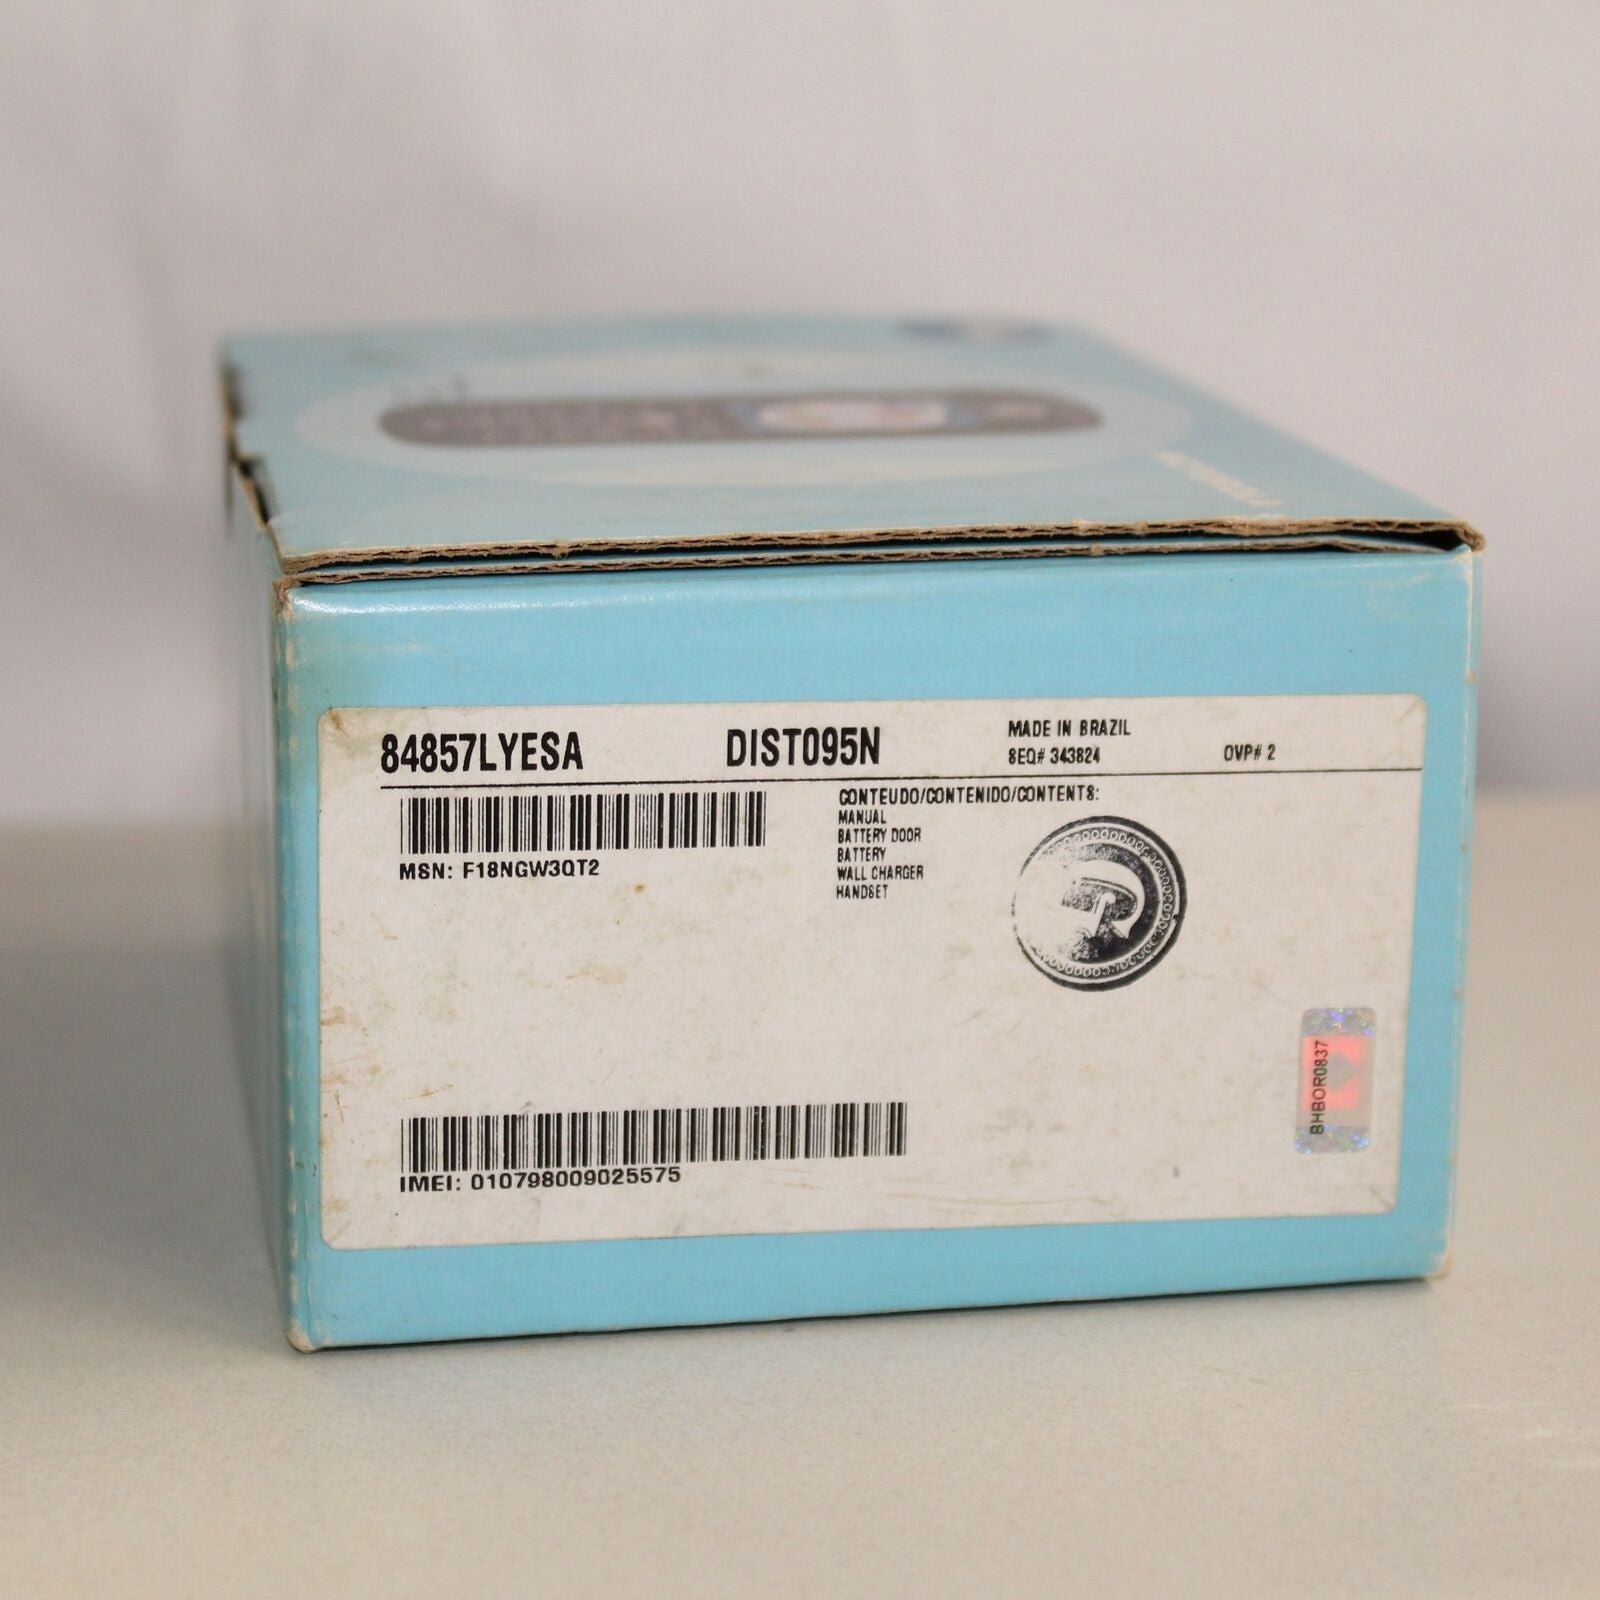 84857LYESA DIST095N MADE IN BRAZIL
SEQ# 343824 OVP# 2
MSN: F18NGW3QT2
CONTEUDO/CONTENIDO/CONTENTS:
MANUAL
BATTERY DOOR
BATTERY
WALL CHARGER
HANDSET
BHBOR0837
IMEI: 010798009025575